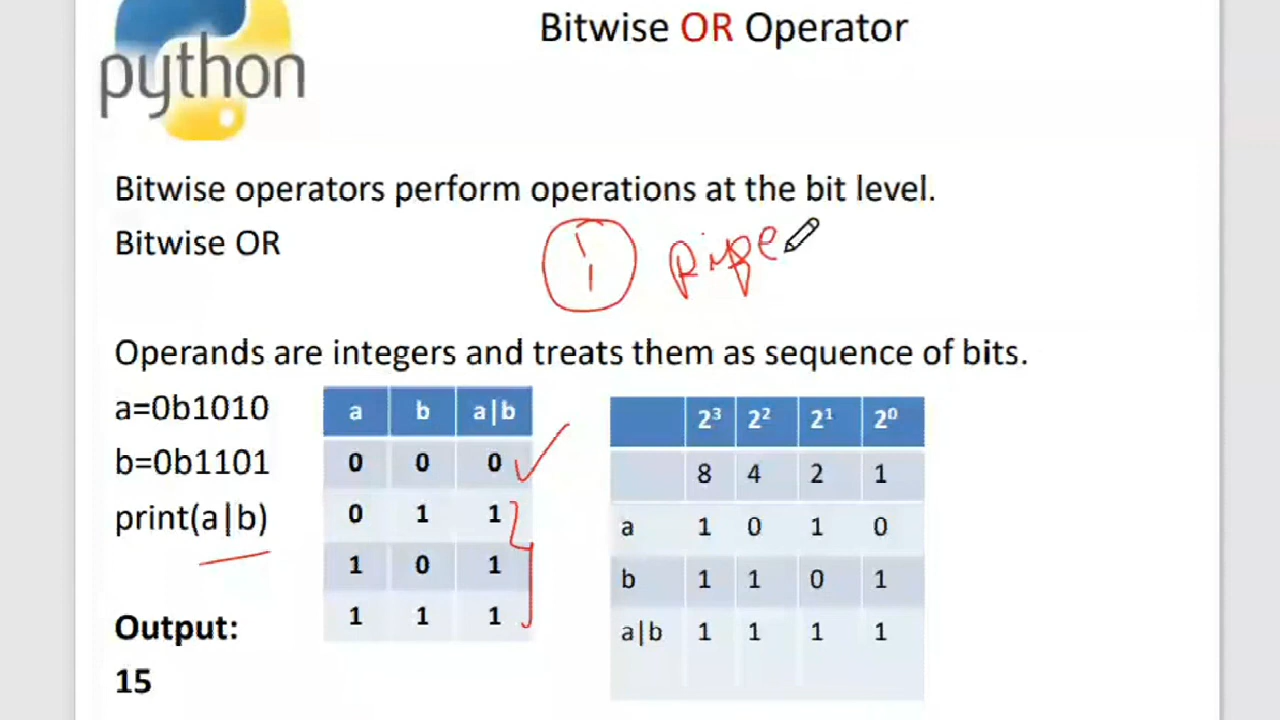 python
Bitwise OR Operator
Bitwise operators perform operations at the bit level.
Bitwise OR
¦ pipe
Operands are integers and treats them as sequence of bits.
a=0b1010
b=0b1101
print(a|b)
Output:
15
a b a|b
0 0 0
0 1 1
1 0 1
1 1 1
2³ 2² 2¹ 2⁰
8 4 2 1
a 1 0 1 0
b 1 1 0 1
a|b 1 1 1 1